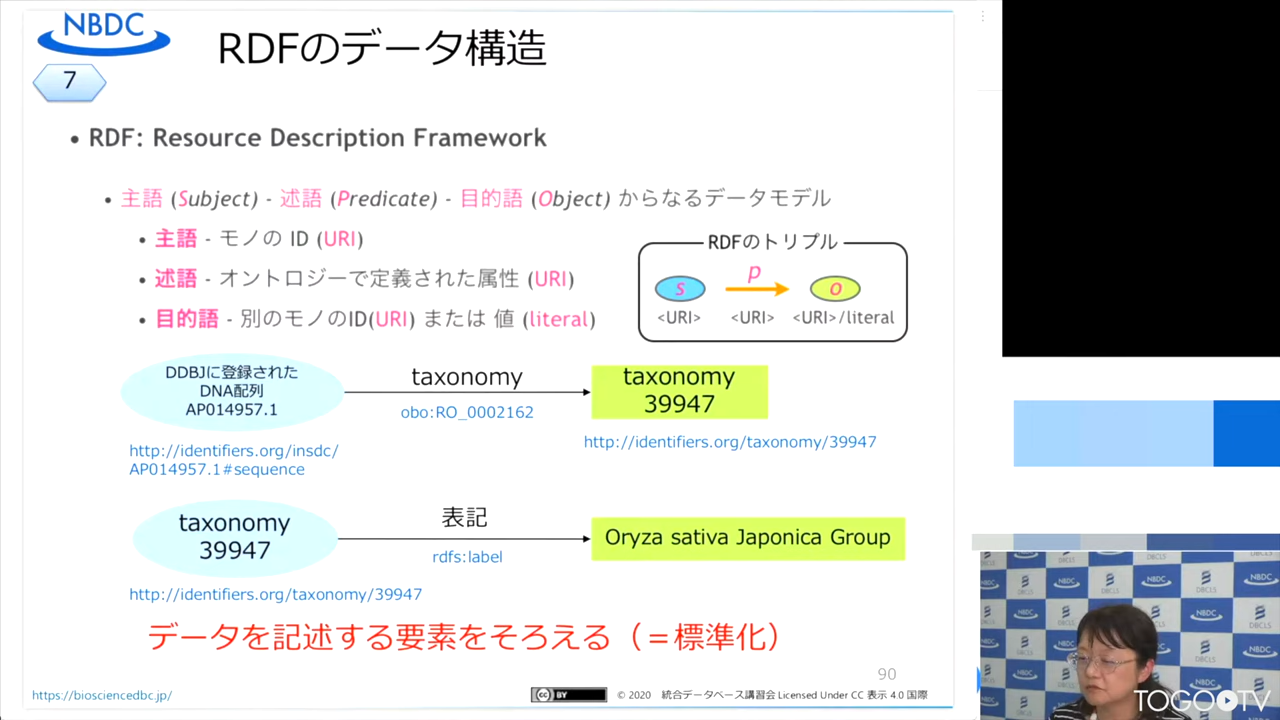 NBDC
RDFのデータ構造
7
• RDF: Resource Description Framework
• 主語 (Subject) - 述語 (Predicate) - 目的語 (Object) からなるデータモデル
• 主語 - モノの ID (URI)
• 述語 - オントロジーで定義された属性 (URI)
• 目的語 - 別のモノのID(URI) または 値 (literal)
RDFのトリプル
S
p
O
<URI>
<URI>
<URI>/literal
DDBJに登録された
DNA配列
AP014957.1
taxonomy
obo:RO_0002162
taxonomy
39947
http://identifiers.org/insdc/
AP014957.1#sequence
http://identifiers.org/taxonomy/39947
taxonomy
39947
表記
rdfs:label
Oryza sativa Japonica Group
http://identifiers.org/taxonomy/39947
データを記述する要素をそろえる（＝標準化）
90
https://biosciencedbc.jp/
cc BY
© 2020 統合データベース講習会 Licensed Under CC 表示 4.0 国際
NBDC
DBCLS
NBDC
DBCLS
NBDC
TOGOTV